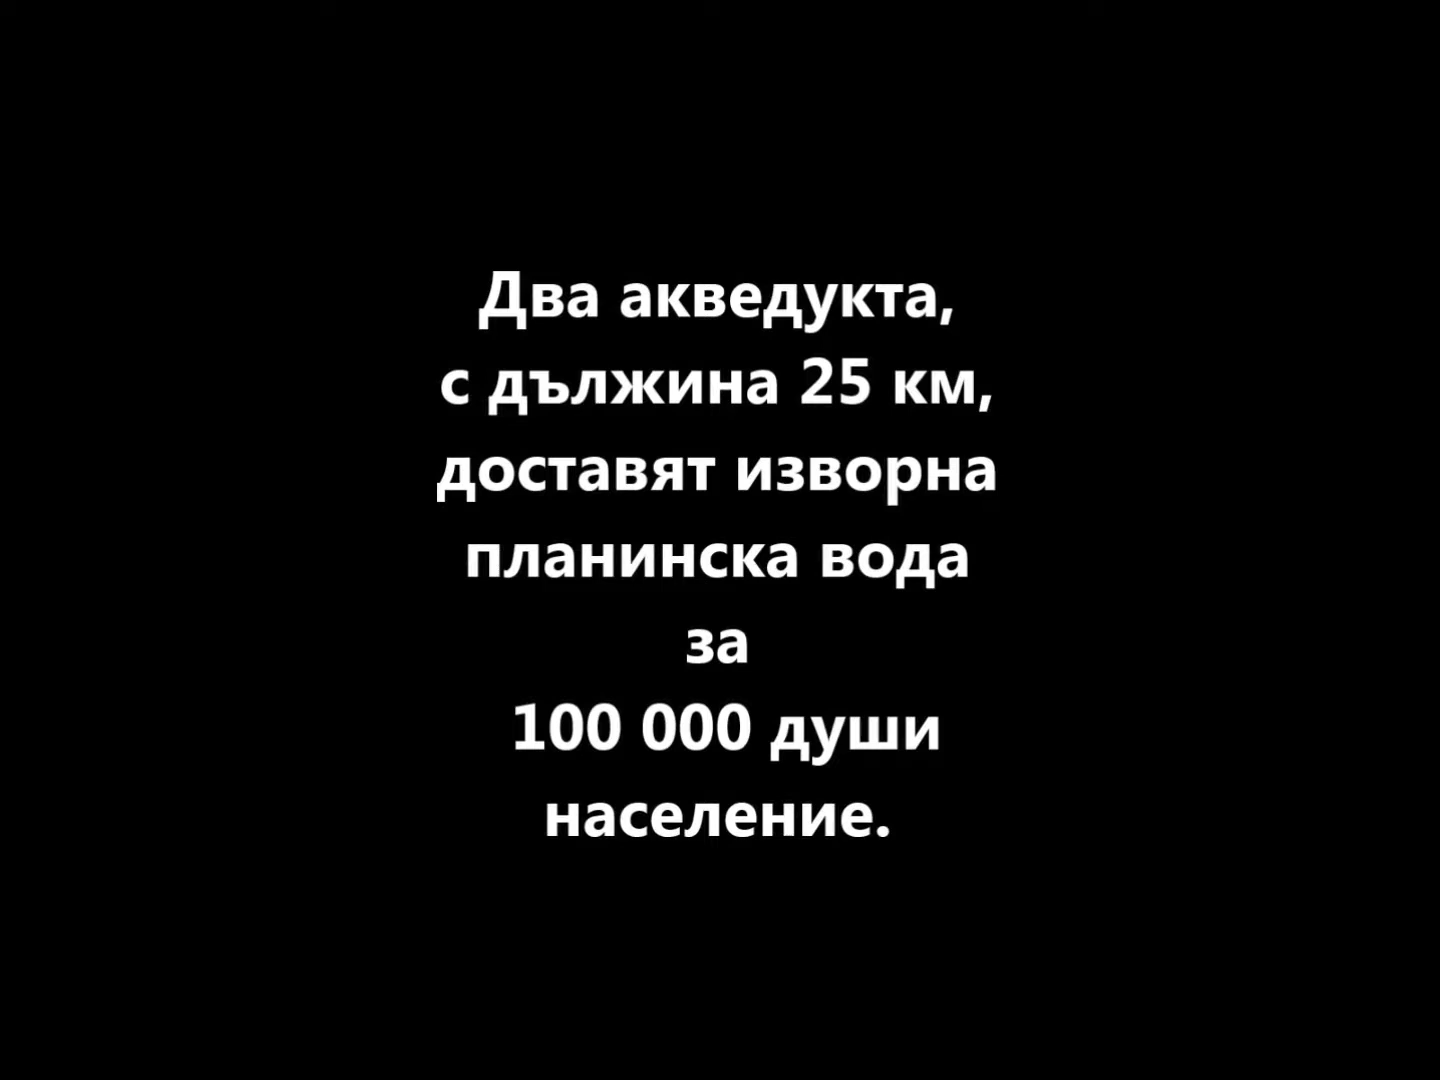 Два акведукта,
с дължина 25 км,
доставят изворна
планинска вода
за
100 000 души
население.